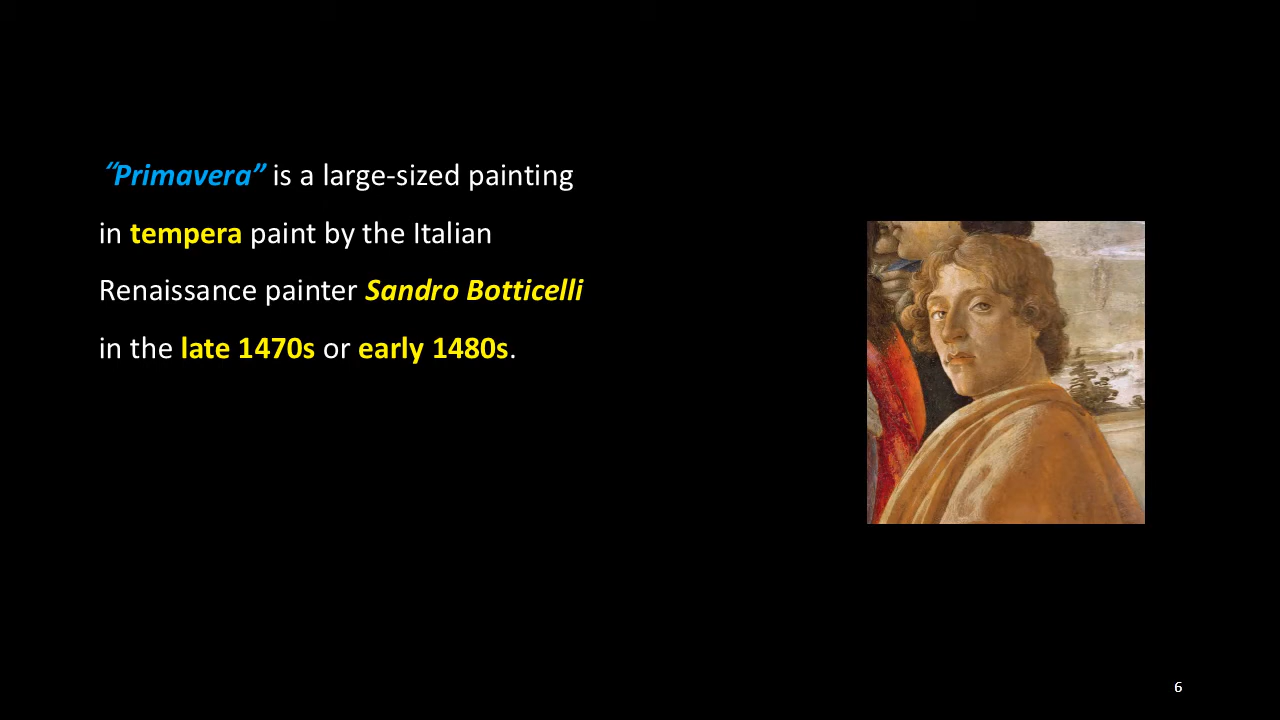 “Primavera” is a large-sized painting
in tempera paint by the Italian
Renaissance painter Sandro Botticelli
in the late 1470s or early 1480s.
6